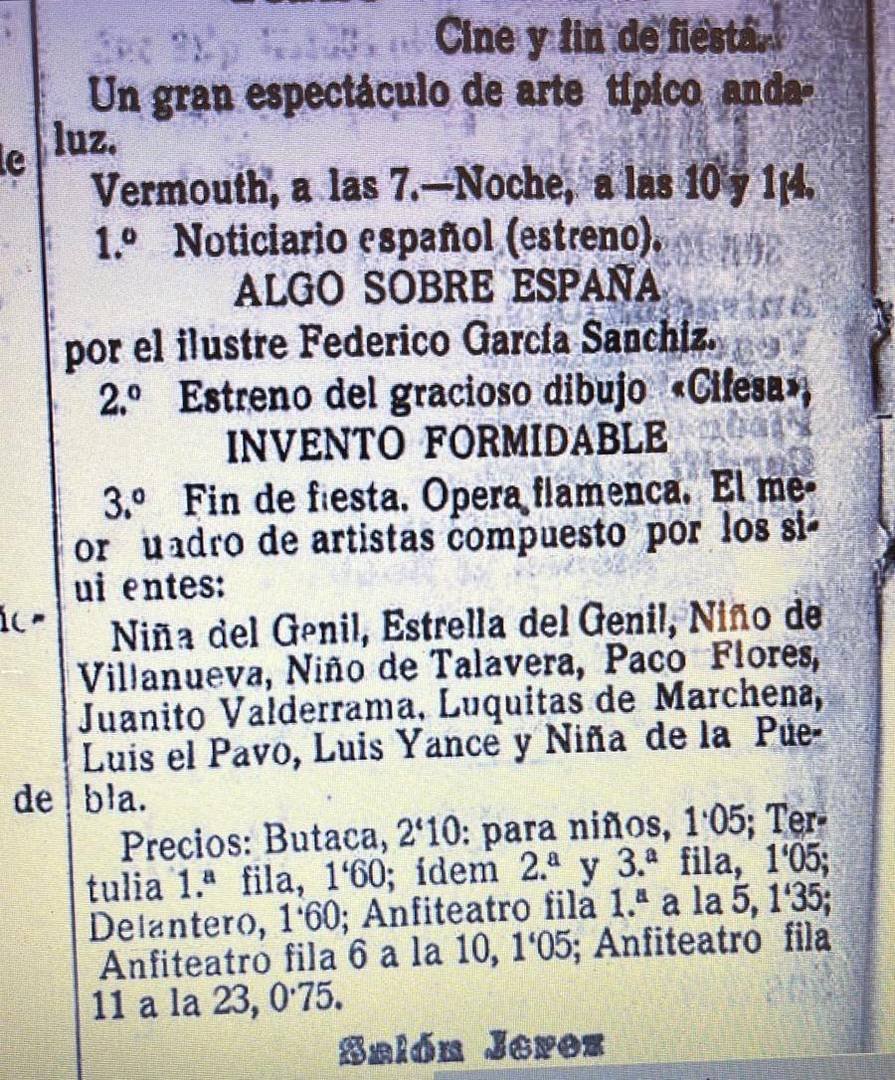 Cine y fin de fiesta.
Un gran espectáculo de arte típico anda-
luz.
le
Vermouth, a las 7.—Noche, a las 10 y 1¡4.
1.º Noticiario español (estreno).
ALGO SOBRE ESPAÑA
por el ilustre Federico García Sanchiz.
2.º Estreno del gracioso dibujo «Cifesa»,
INVENTO FORMIDABLE
3.º Fin de fiesta. Opera flamenca. El me-
or uadro de artistas compuesto por los si-
ui entes:
Niña del Genil, Estrella del Genil, Niño de
Villanueva, Niño de Talavera, Paco Flores,
Juanito Valderrama, Luquitas de Marchena,
Luis el Pavo, Luis Yance y Niña de la Pue-
de
bla.
Precios: Butaca, 2‘10: para niños, 1‘05; Ter-
tulia 1.ª fila, 1‘60; ídem 2.ª y 3.ª fila, 1‘05;
Delantero, 1‘60; Anfiteatro fila 1.ª a la 5, 1‘35;
Anfiteatro fila 6 a la 10, 1‘05; Anfiteatro fila
11 a la 23, 0‘75.
Salón Jerez